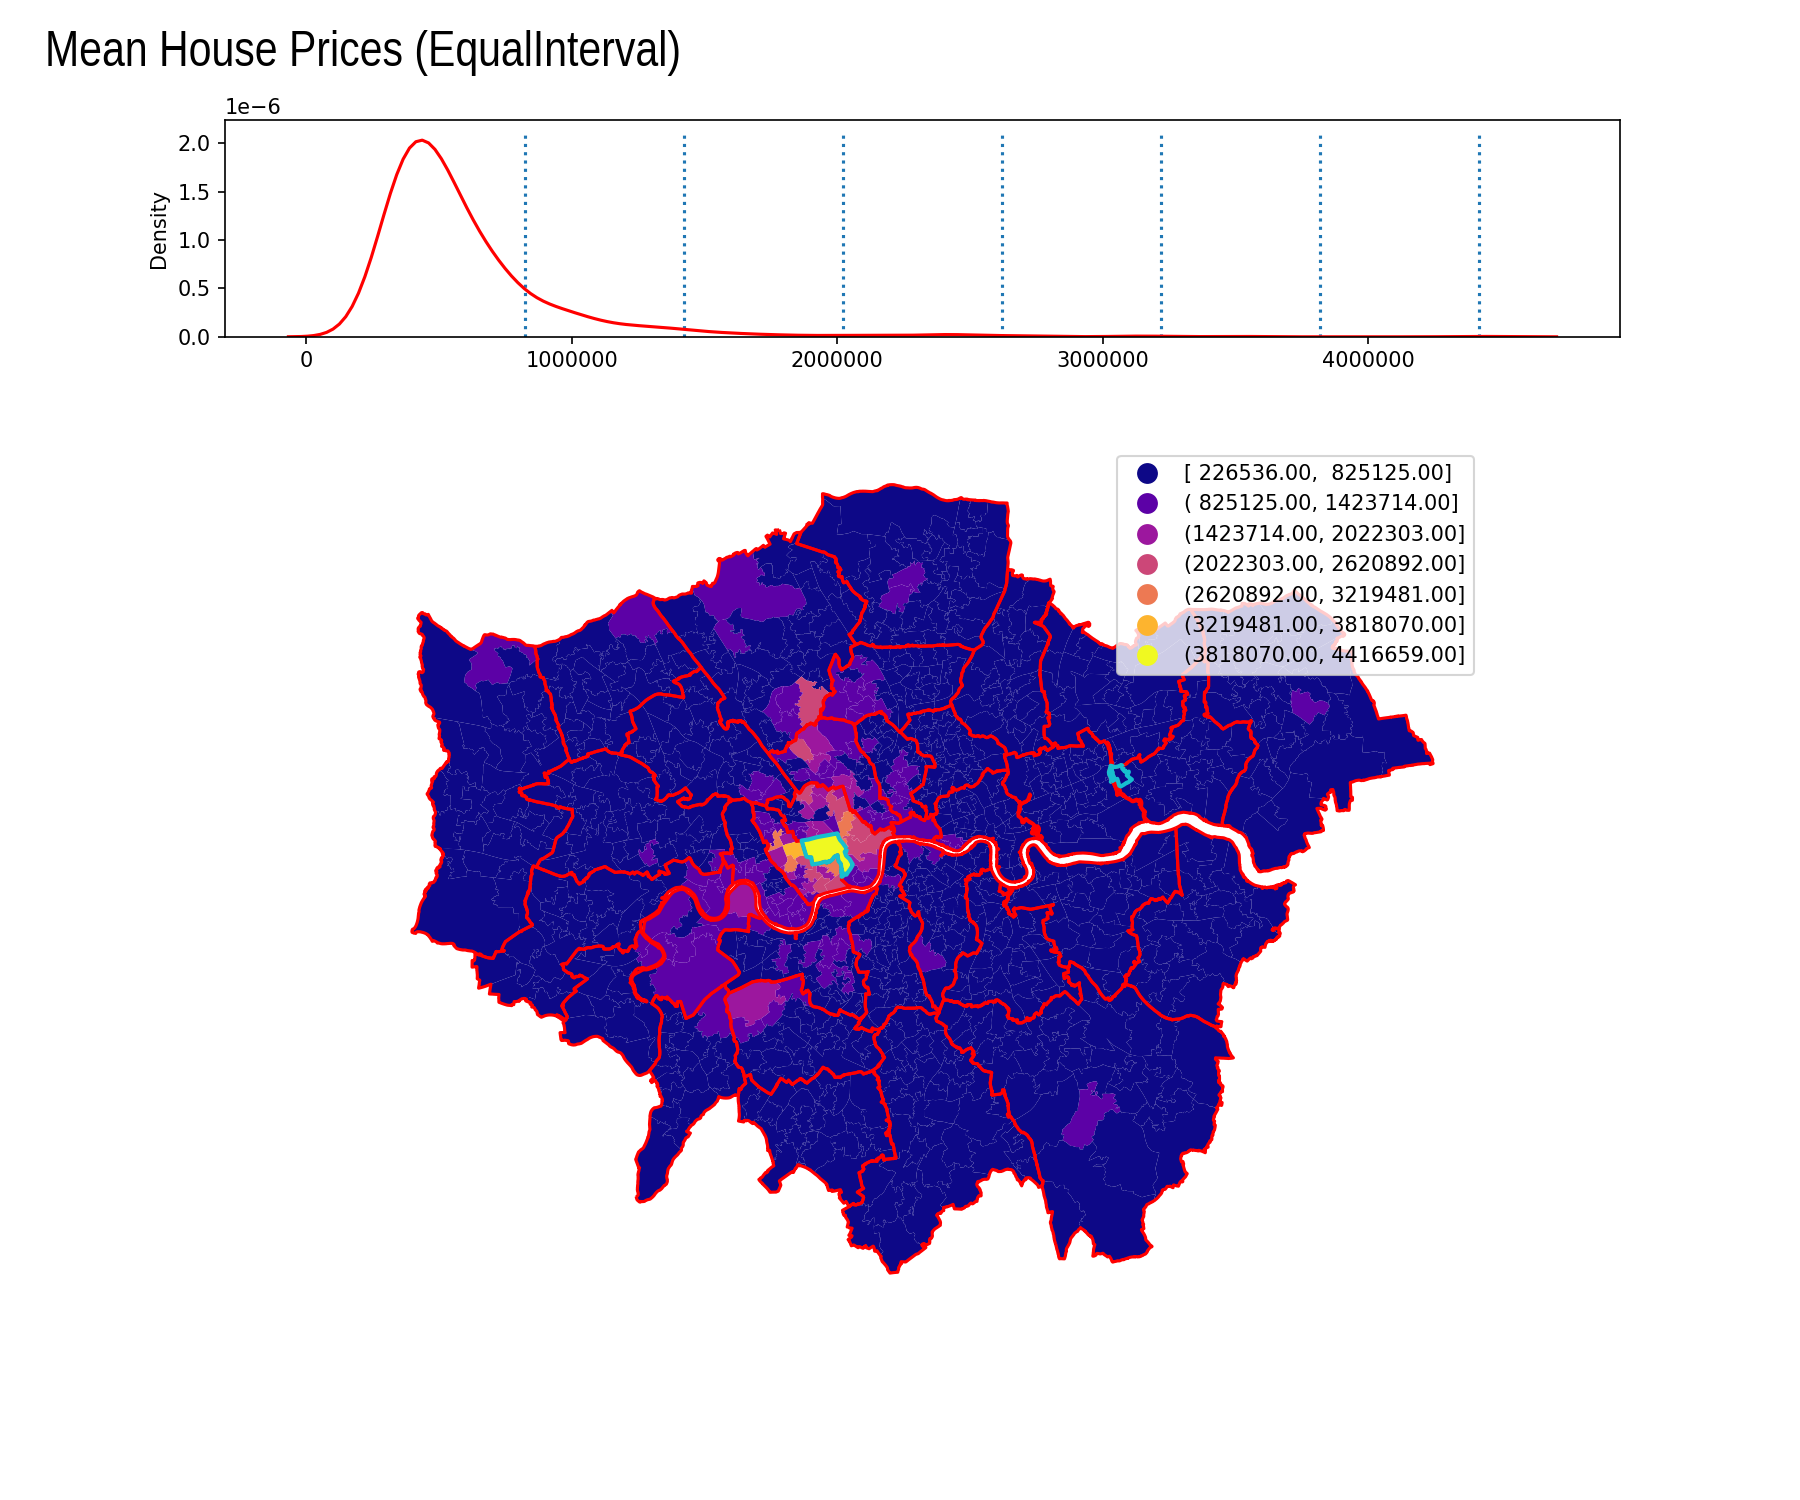 Mean House Prices (EqualInterval)
1e−6
2.0
1.5
1.0
0.5
0.0
Density
0 1000000 2000000 3000000 4000000
[ 226536.00,  825125.00]
( 825125.00, 1423714.00]
(1423714.00, 2022303.00]
(2022303.00, 2620892.00]
(2620892.00, 3219481.00]
(3219481.00, 3818070.00]
(3818070.00, 4416659.00]